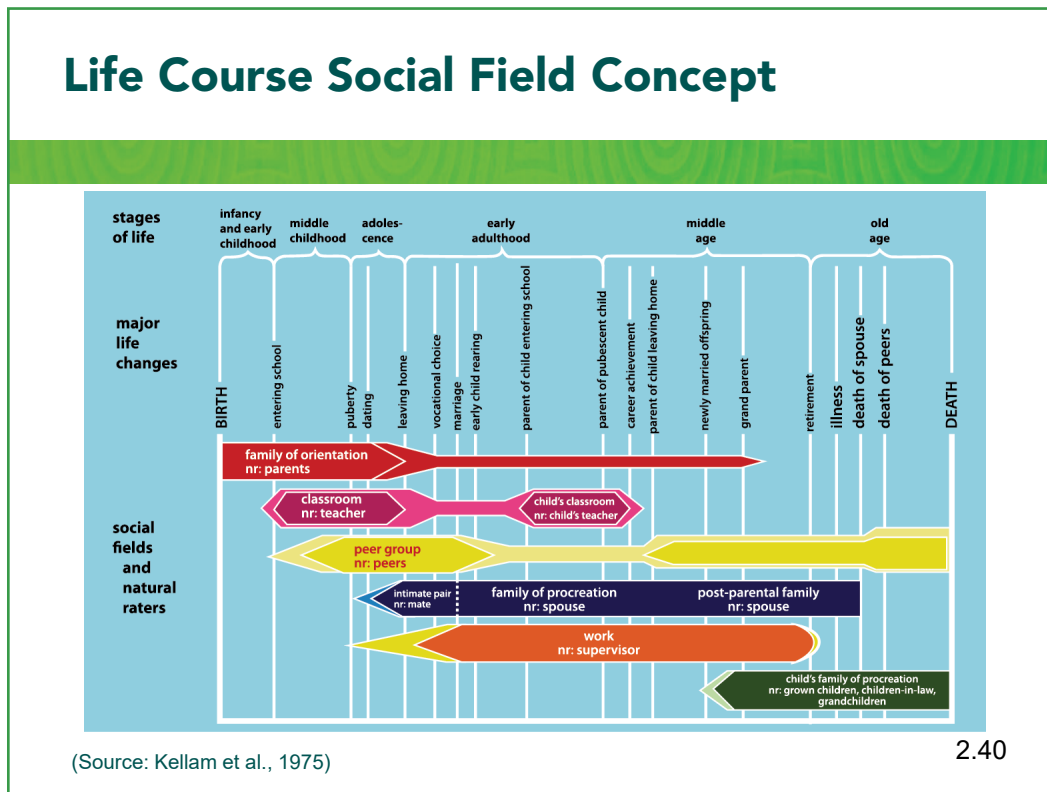 Life Course Social Field Concept
stages
of life
infancy
and early
childhood
middle
childhood
adoles-
cence
early
adulthood
middle
age
old
age
major
life
changes
BIRTH
entering school
puberty
dating
leaving home
vocational choice
marriage
early child rearing
parent of child entering school
parent of pubescent child
career achievement
parent of child leaving home
newly married offspring
grand parent
retirement
illness
death of spouse
death of peers
DEATH
social
fields
and
natural
raters
family of orientation
nr: parents
classroom
nr: teacher
child's classroom
nr: child's teacher
peer group
nr: peers
intimate pair
nr: mate
family of procreation
nr: spouse
post-parental family
nr: spouse
work
nr: supervisor
child's family of procreation
nr: grown children, children-in-law,
grandchildren
(Source: Kellam et al., 1975)
2.40